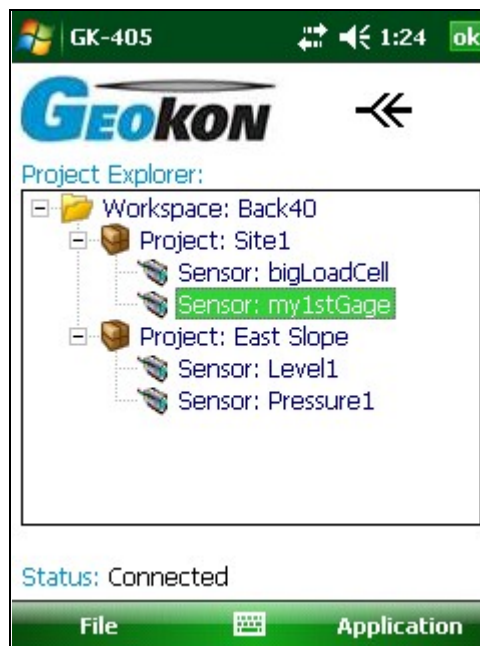 GK-405 1:24 ok
GEOKON
Project Explorer:
Workspace: Back40
Project: Site1
Sensor: bigLoadCell
Sensor: my1stGage
Project: East Slope
Sensor: Level1
Sensor: Pressure1
Status: Connected
File Application